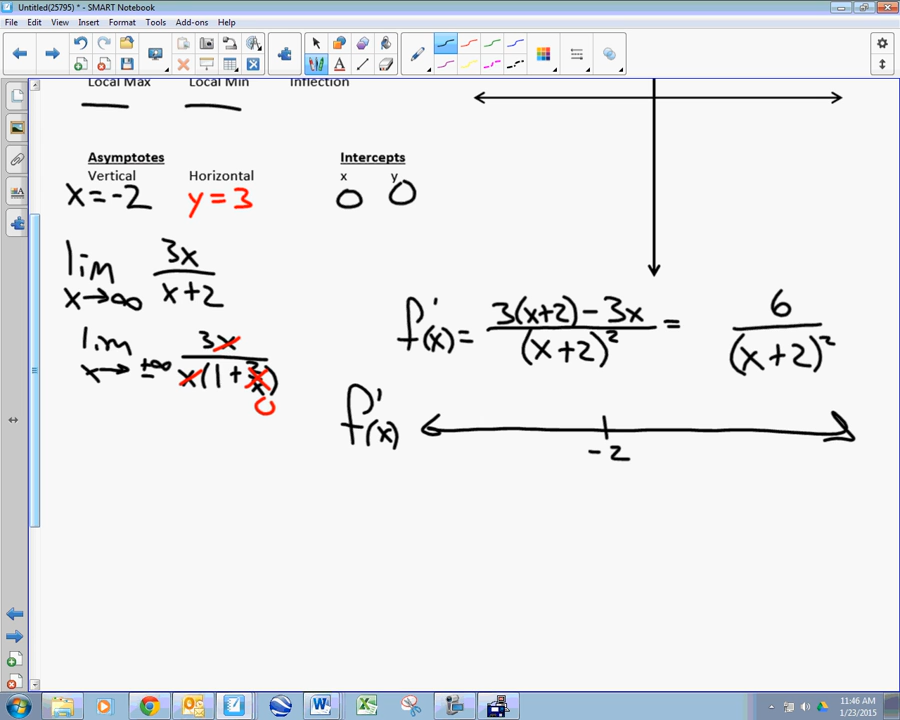 Untitled(25795) * - SMART Notebook
File Edit View Insert Format Tools Add-ons Help
Local Max Local Min Inflection
Asymptotes Intercepts
Vertical Horizontal x y
x = -2 y = 3 0 0
lim x→∞ 3x/(x+2)
f'(x) = (3(x+2) - 3x)/(x+2)² = 6/(x+2)²
lim x→ ±∞ 3x/(x(1 + 2/x))
0
f'(x)
-2
11:46 AM
1/23/2015